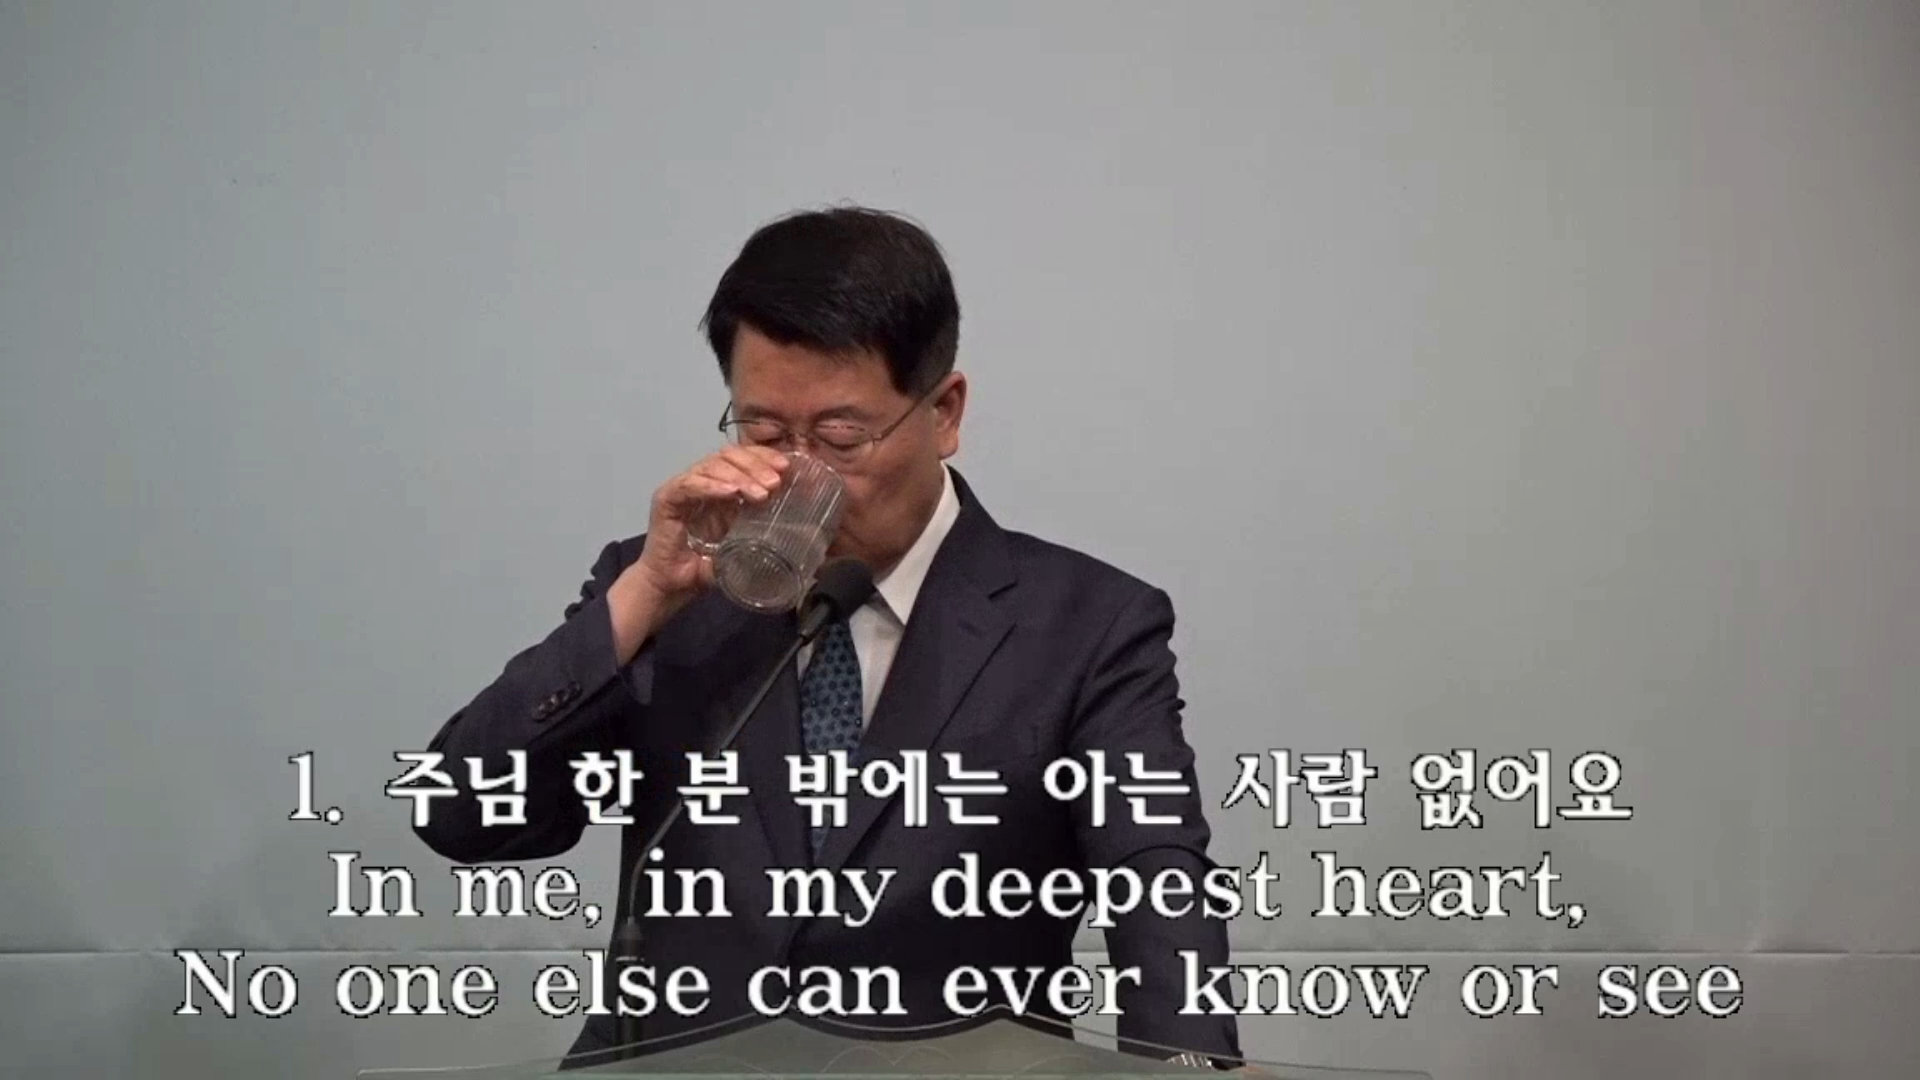 1. 주님 한 분 밖에는 아는 사람 없어요
In me, in my deepest heart,
No one else can ever know or see